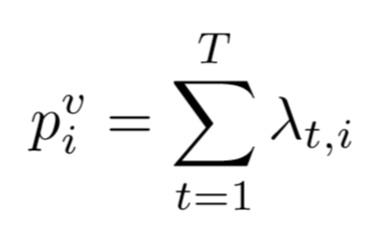 p_i^v = \sum_{t=1}^{T} \lambda_{t,i}